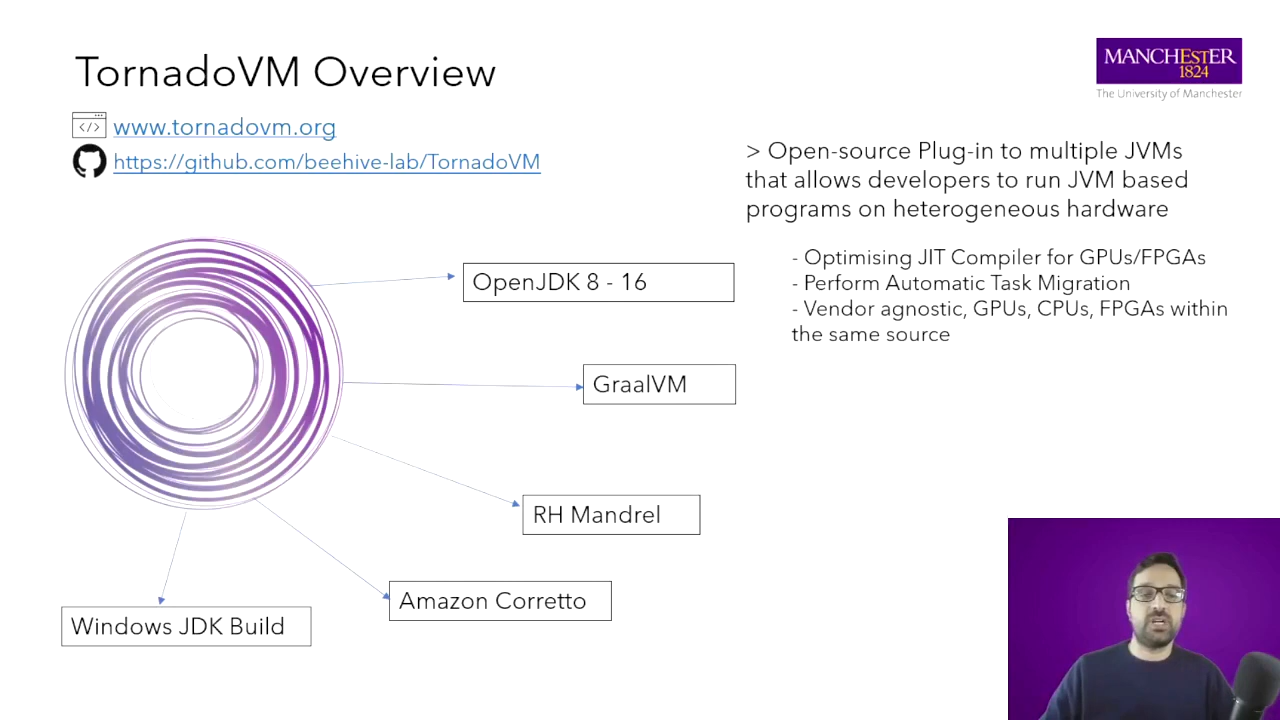 TornadoVM Overview
www.tornadovm.org
https://github.com/beehive-lab/TornadoVM
MANCHESTER
1824
The University of Manchester
> Open-source Plug-in to multiple JVMs
that allows developers to run JVM based
programs on heterogeneous hardware
- Optimising JIT Compiler for GPUs/FPGAs
- Perform Automatic Task Migration
- Vendor agnostic, GPUs, CPUs, FPGAs within
the same source
OpenJDK 8 - 16
GraalVM
RH Mandrel
Amazon Corretto
Windows JDK Build